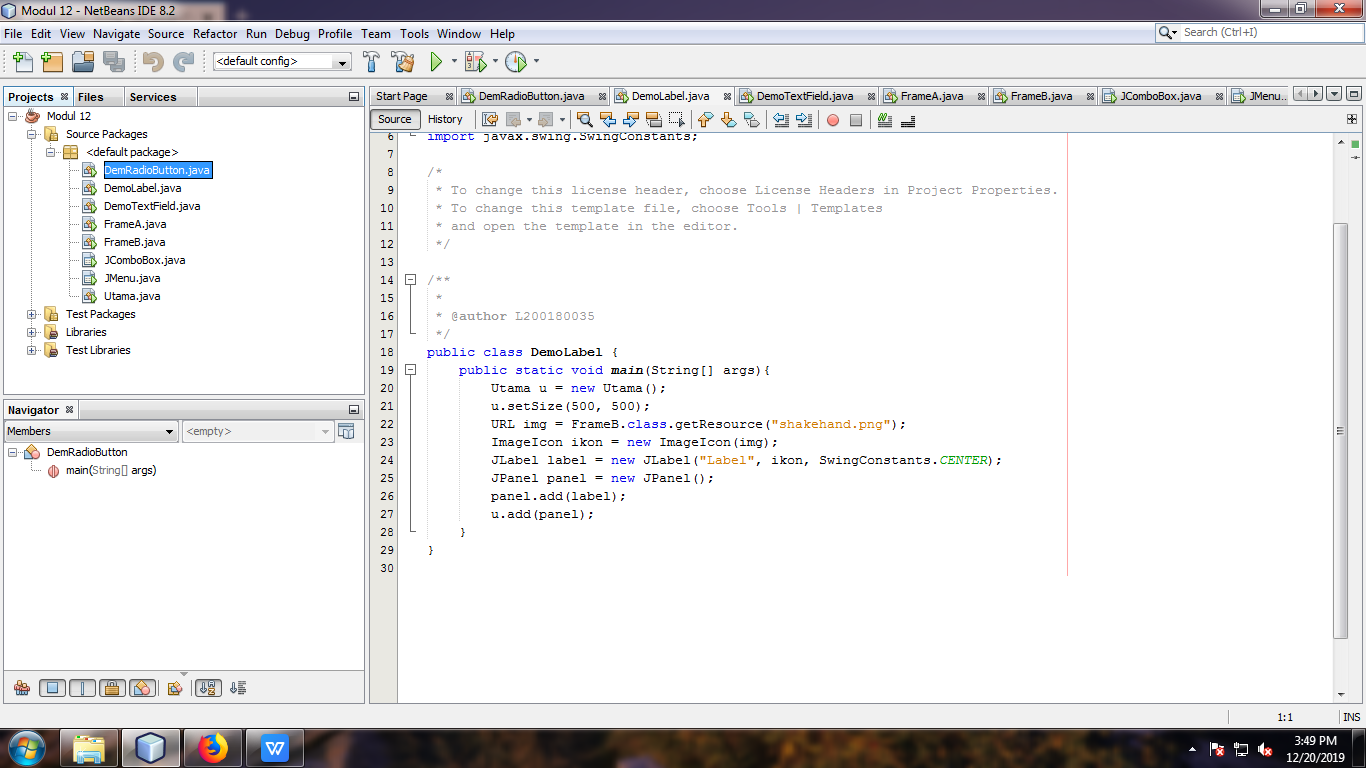 Modul 12 - NetBeans IDE 8.2
File Edit View Navigate Source Refactor Run Debug Profile Team Tools Window Help
Search (Ctrl+I)
<default config>
Projects Files Services
Modul 12
Source Packages
<default package>
DemRadioButton.java
DemoLabel.java
DemoTextField.java
FrameA.java
FrameB.java
JComboBox.java
JMenu.java
Utama.java
Test Packages
Libraries
Test Libraries
Navigator
Members <empty>
DemRadioButton
main(String[] args)
Start Page DemRadioButton.java DemoLabel.java DemoTextField.java FrameA.java FrameB.java JComboBox.java JMenu...
Source History
6 import javax.swing.SwingConstants;
7
8 /*
9 * To change this license header, choose License Headers in Project Properties.
10 * To change this template file, choose Tools | Templates
11 * and open the template in the editor.
12 */
13
14 /**
15 *
16 * @author L200180035
17 */
18 public class DemoLabel {
19 public static void main(String[] args){
20 Utama u = new Utama();
21 u.setSize(500, 500);
22 URL img = FrameB.class.getResource("shakehand.png");
23 ImageIcon ikon = new ImageIcon(img);
24 JLabel label = new JLabel("Label", ikon, SwingConstants.CENTER);
25 JPanel panel = new JPanel();
26 panel.add(label);
27 u.add(panel);
28 }
29 }
30
1:1 INS
3:49 PM
12/20/2019